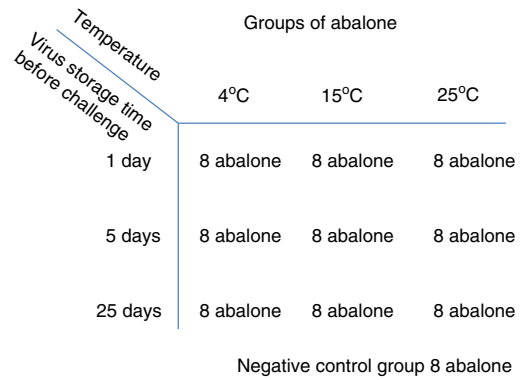 Temperature
Groups of abalone
Virus storage time
before challenge
4°C 15°C 25°C
1 day 8 abalone 8 abalone 8 abalone
5 days 8 abalone 8 abalone 8 abalone
25 days 8 abalone 8 abalone 8 abalone
Negative control group 8 abalone